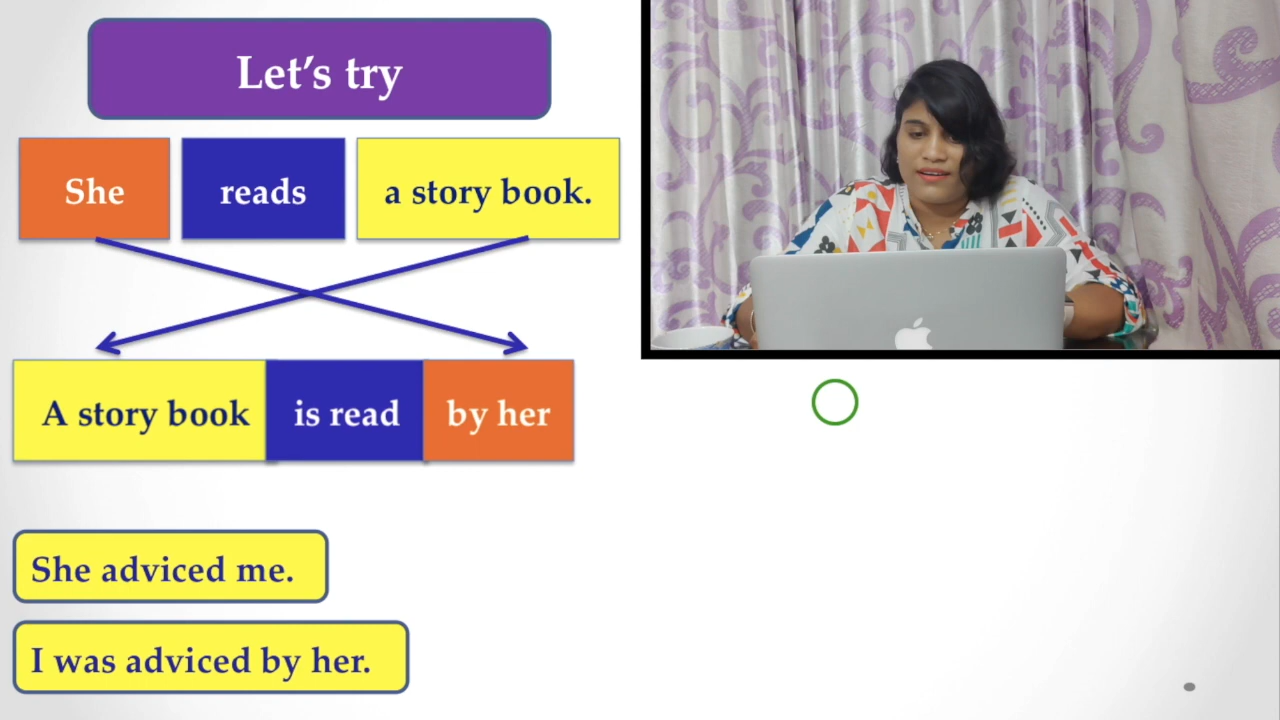 Let's try
She reads a story book.
A story book is read by her
She adviced me.
I was adviced by her.